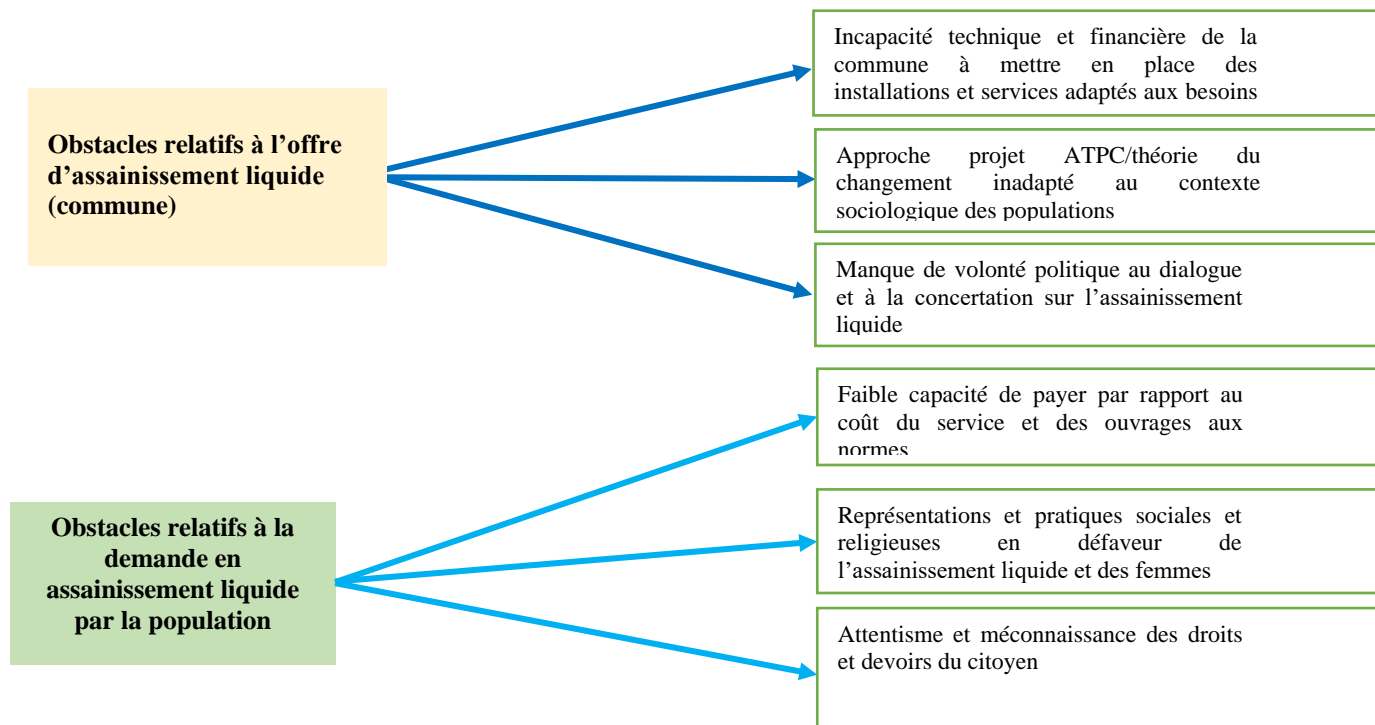 Obstacles relatifs à l’offre
d’assainissement liquide
(commune)
Incapacité technique et financière de la
commune à mettre en place des
installations et services adaptés aux besoins
Approche projet ATPC/théorie du
changement inadapté au contexte
sociologique des populations
Manque de volonté politique au dialogue
et à la concertation sur l’assainissement
liquide
Obstacles relatifs à la
demande en
assainissement liquide
par la population
Faible capacité de payer par rapport au
coût du service et des ouvrages aux
normes
Représentations et pratiques sociales et
religieuses en défaveur de
l’assainissement liquide et des femmes
Attentisme et méconnaissance des droits
et devoirs du citoyen